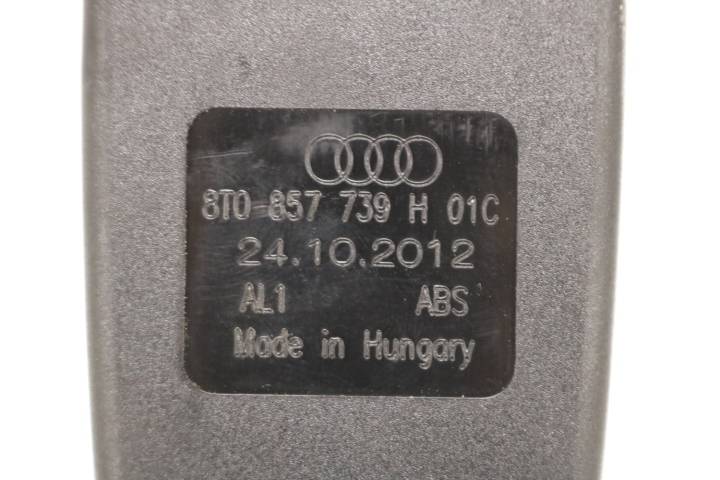 8T0 857 739 H 01C
24.10.2012
AL1 ABS
Made in Hungary